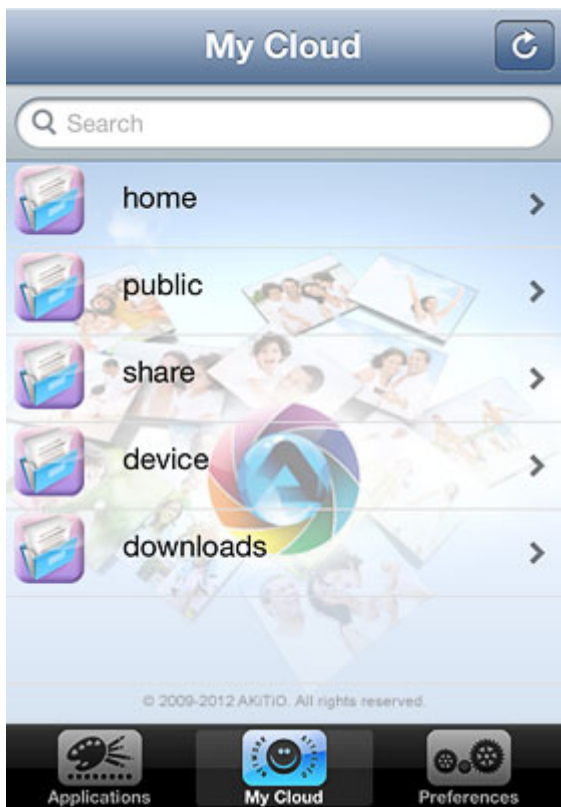 My Cloud
Search
home
public
share
device
downloads
© 2009-2012 AKiTiO. All rights reserved.
Applications
My Cloud
Preferences